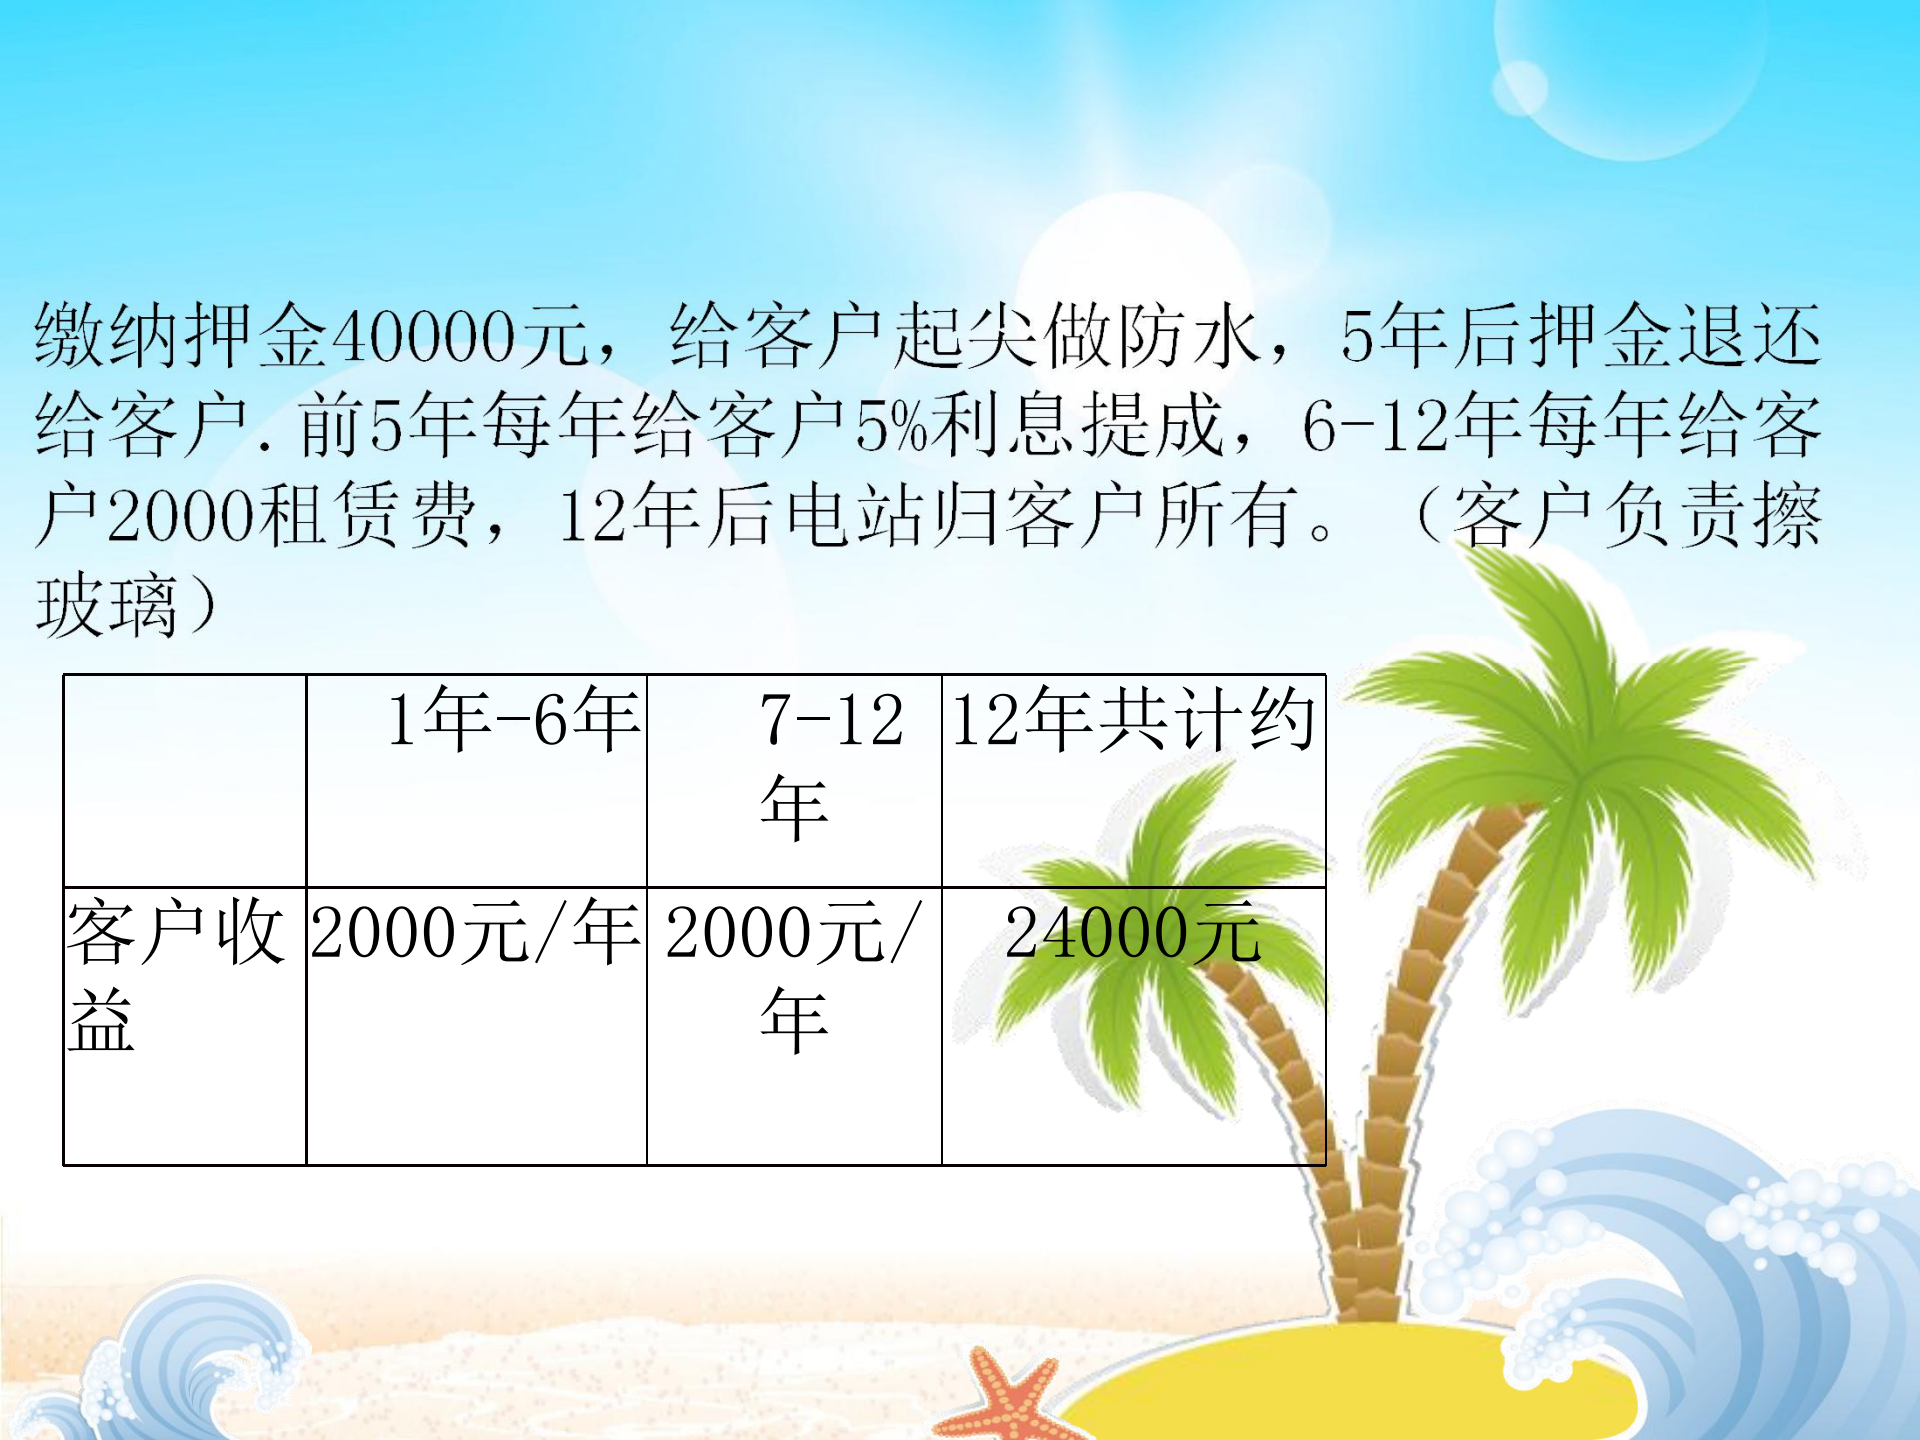 缴纳押金40000元，给客户起尖做防水，5年后押金退还
给客户.前5年每年给客户5%利息提成，6-12年每年给客
户2000租赁费，12年后电站归客户所有。（客户负责擦
玻璃）
1年-6年
7-12
年
12年共计约
客户收
益
2000元/年
2000元/
年
24000元